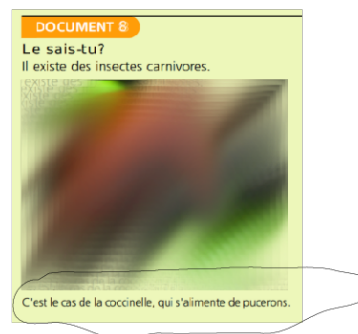 DOCUMENT 8
Le sais-tu?
Il existe des insectes carnivores.
C'est le cas de la coccinelle, qui s'alimente de pucerons.